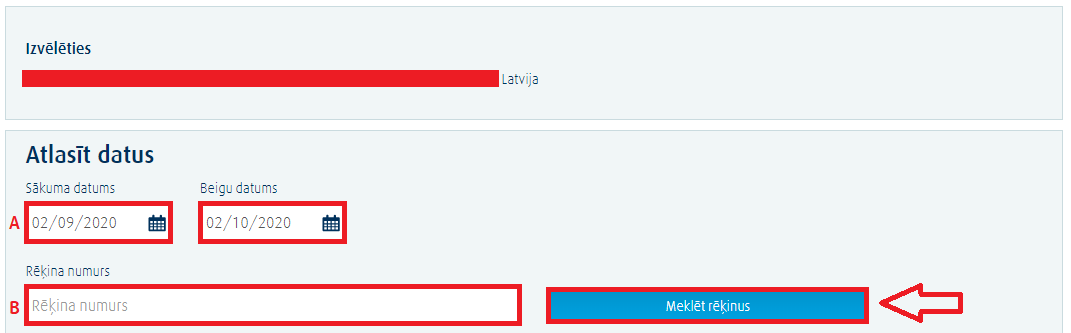 Izvēlēties
Latvija
Atlasīt datus
Sākuma datums Beigu datums
A 02/09/2020 02/10/2020
Rēķina numurs
B Rēķina numurs Meklēt rēķinus